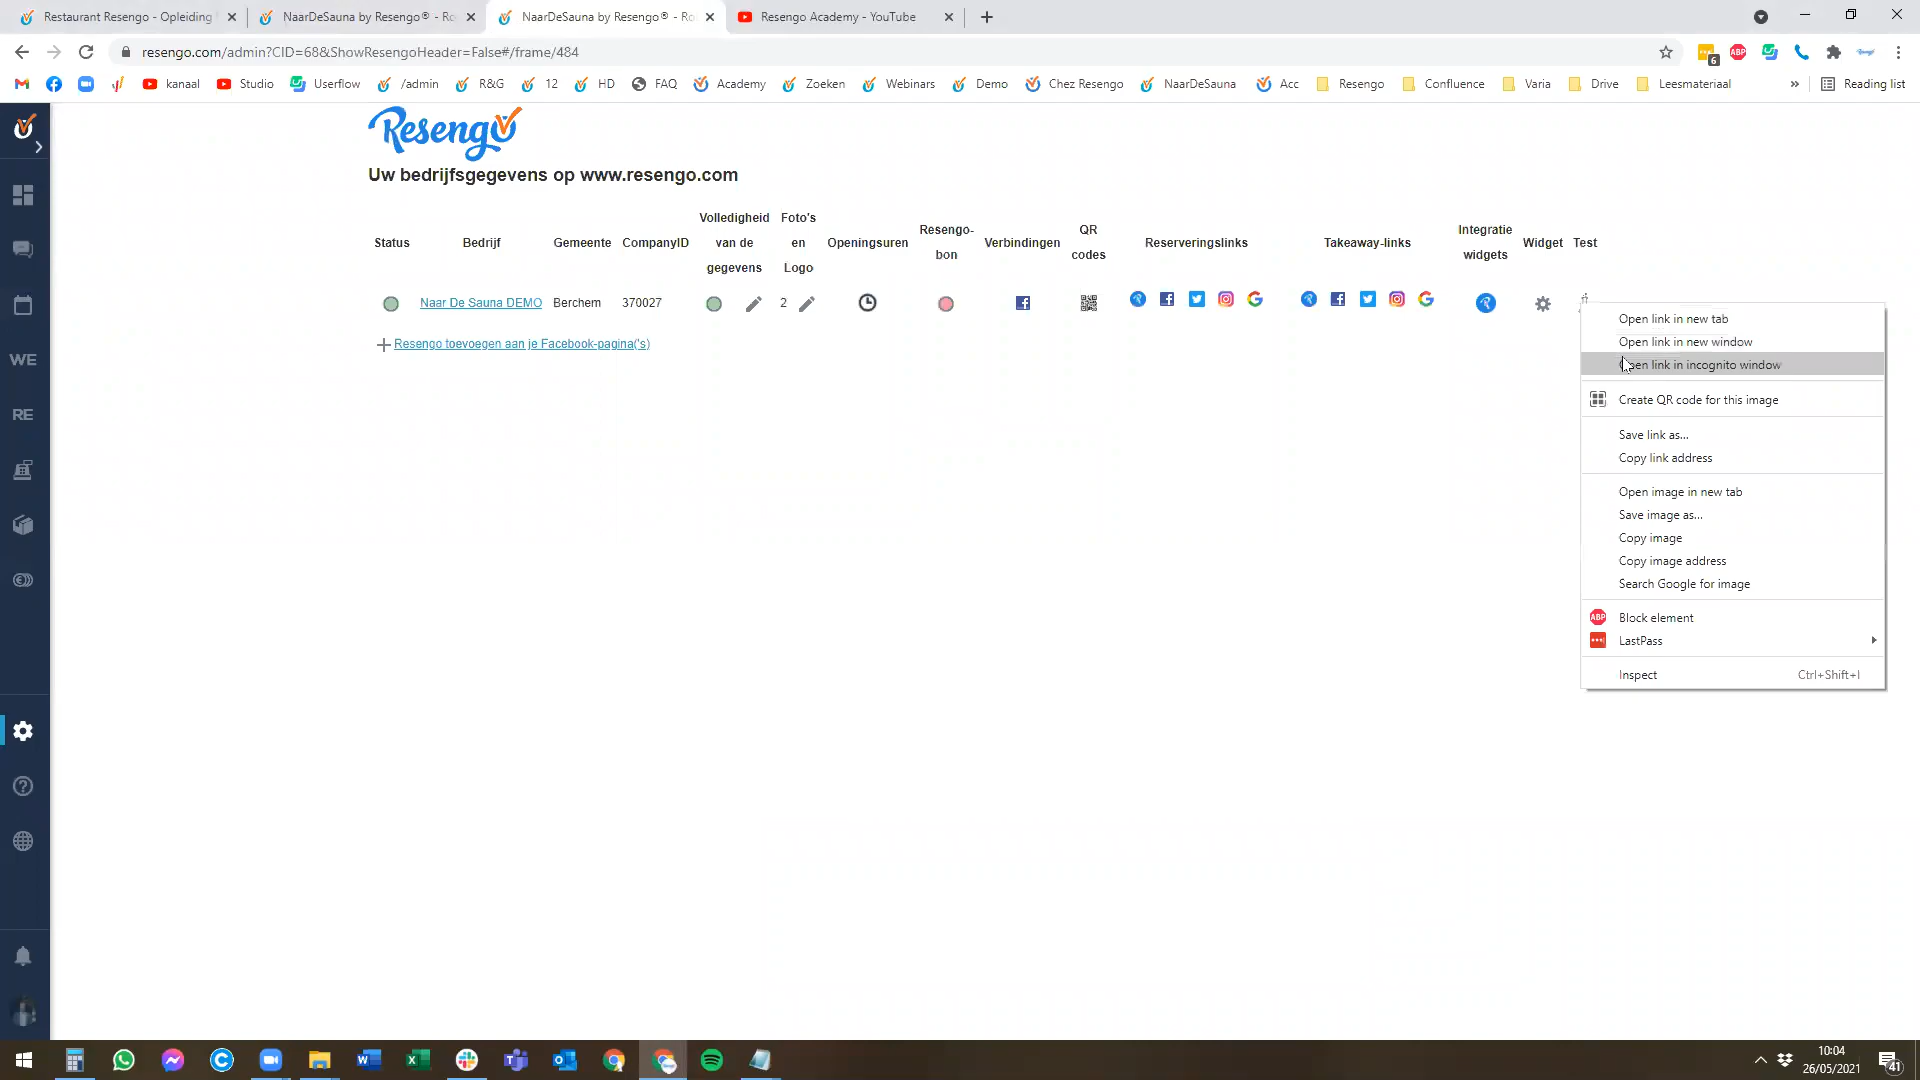 Restaurant Resengo - Opleiding
NaarDeSauna by Resengo® - Ro
NaarDeSauna by Resengo® - Ro
Resengo Academy - YouTube
resengo.com/admin?CID=68&ShowResengoHeader=False#/frame/484
6
ABP
kanaal
Studio
Userflow
/admin
R&G
12
HD
FAQ
Academy
Zoeken
Webinars
Demo
Chez Resengo
NaarDeSauna
Acc
Resengo
Confluence
Varia
Drive
Leesmateriaal
»
Reading list
Resengo
Uw bedrijfsgegevens op www.resengo.com
Status
Bedrijf
Gemeente
CompanyID
Volledigheid
van de
gegevens
Foto's
en
Logo
Openingsuren
Resengo-
bon
Verbindingen
QR
codes
Reserveringslinks
Takeaway-links
Integratie
widgets
Widget
Test
Naar De Sauna DEMO
Berchem
370027
2
Resengo toevoegen aan je Facebook-pagina('s)
WE
RE
Open link in new tab
Open link in new window
Open link in incognito window
Create QR code for this image
Save link as...
Copy link address
Open image in new tab
Save image as...
Copy image
Copy image address
Search Google for image
ABP
Block element
LastPass
Inspect
Ctrl+Shift+I
10:04
26/05/2021
41